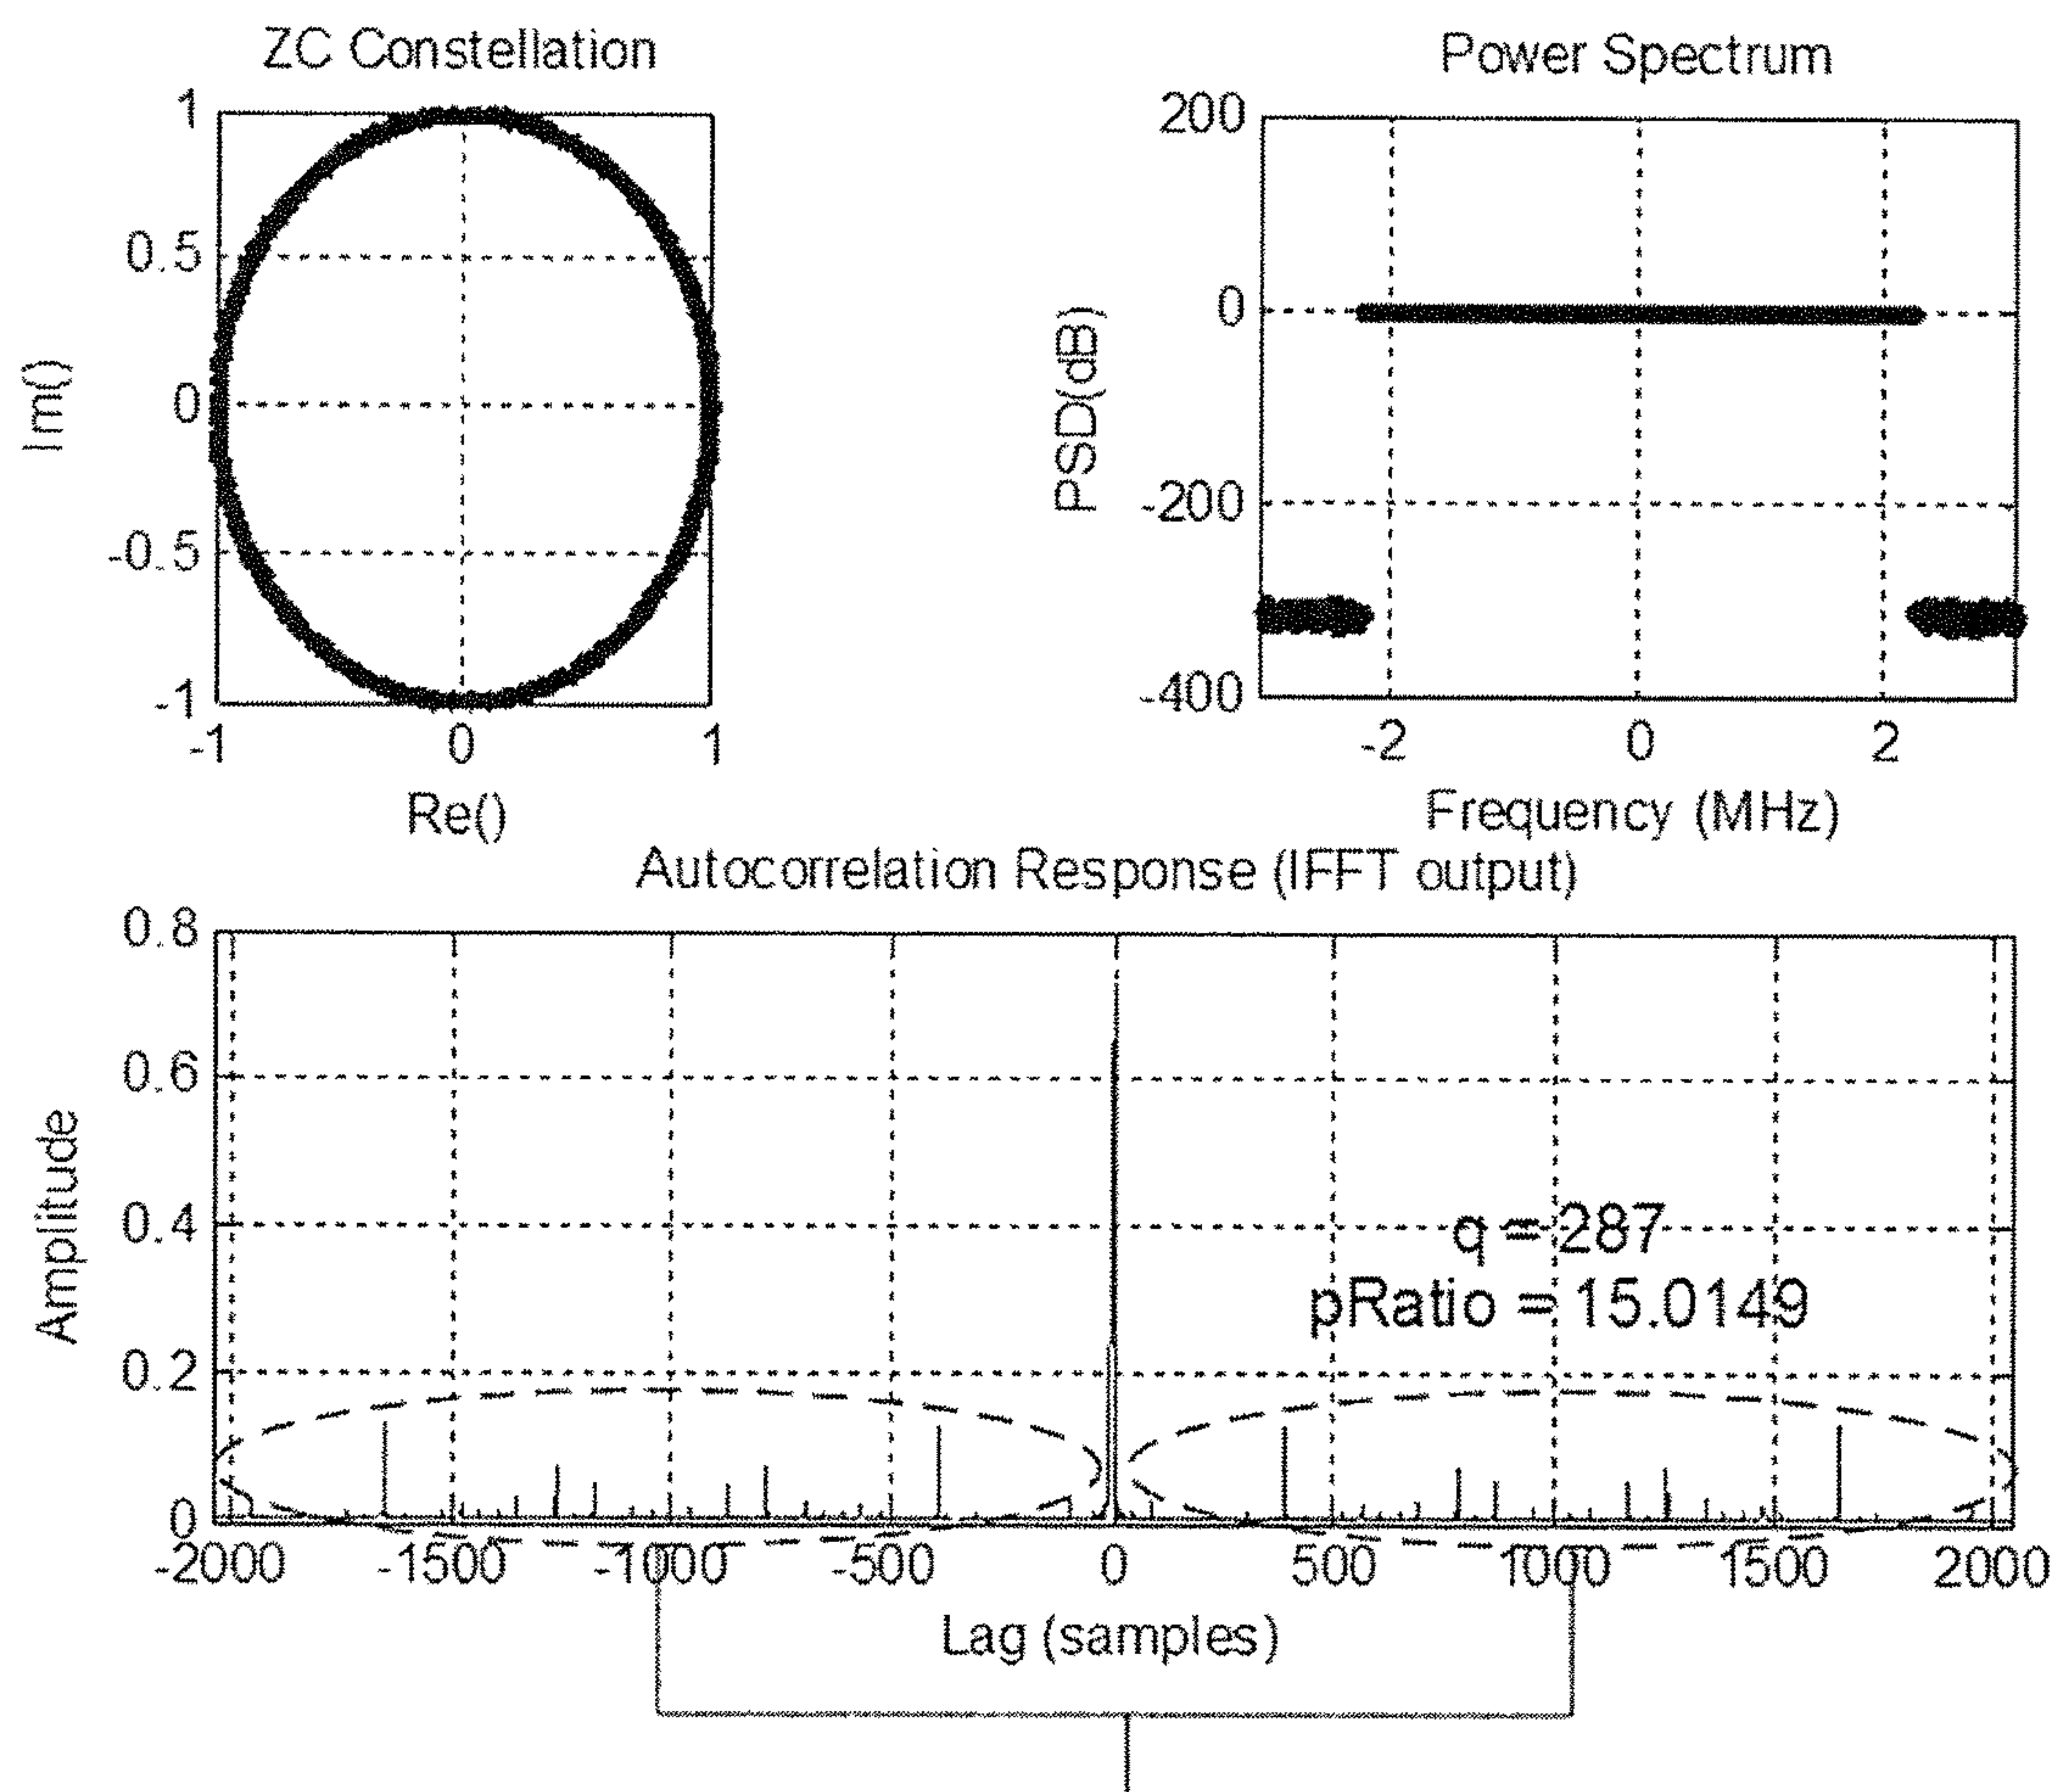 ZC Constellation
1
0.5
0
-0.5
-1
-1 0 1
Im()
Re()
Power Spectrum
200
0
-200
-400
-2 0 2
PSD(dB)
Frequency (MHz)
Autocorrelation Response (IFFT output)
0.8
0.6
0.4
0.2
0
Amplitude
q = 287
pRatio = 15.0149
-2000 -1500 -1000 -500 0 500 1000 1500 2000
Lag (samples)